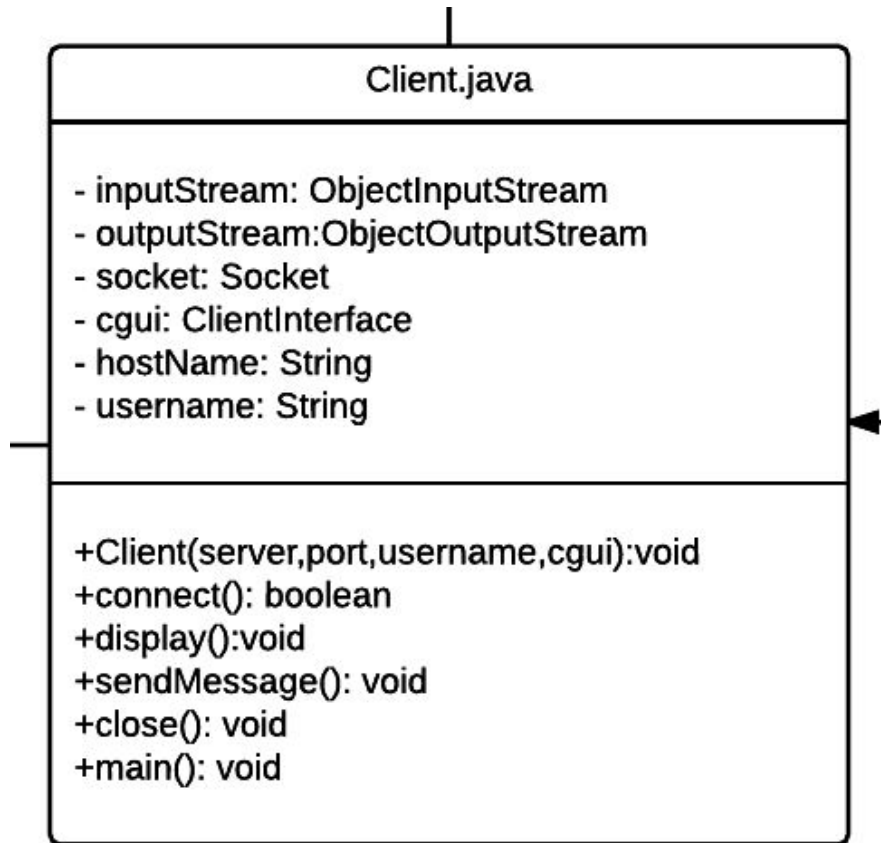 Client.java
- inputStream: ObjectInputStream
- outputStream:ObjectOutputStream
- socket: Socket
- cgui: ClientInterface
- hostName: String
- username: String
+Client(server,port,username,cgui):void
+connect(): boolean
+display():void
+sendMessage(): void
+close(): void
+main(): void